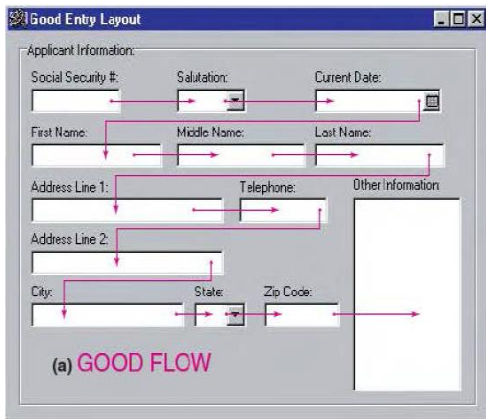 Good Entry Layout
Applicant Information:
Social Security #: Salutation: Current Date:
First Name: Middle Name: Last Name:
Address Line 1: Telephone: Other Information:
Address Line 2:
City: State: Zip Code:
(a) GOOD FLOW